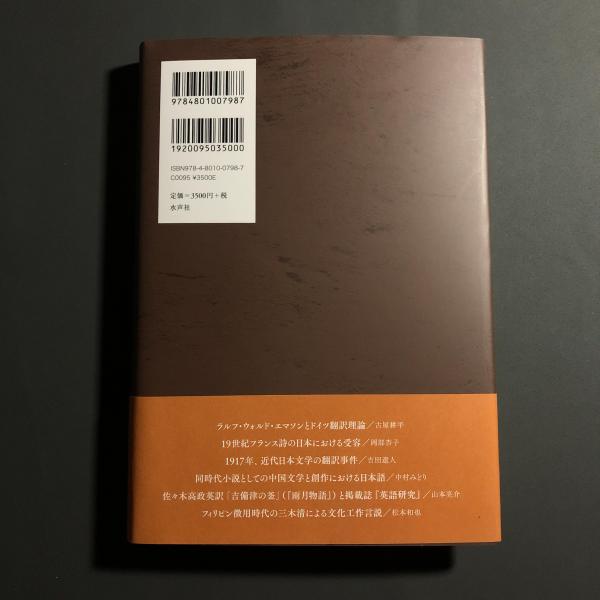 9784801007987
1920095035000
ISBN978-4-8010-0798-7
C0095 ¥3500E
定価=3500円+税
水声社
ラルフ・ウォルド・エマソンとドイツ翻訳理論/古屋耕平
19世紀フランス詩の日本における受容/岡部杏子
1917年、近代日本文学の翻訳事件/吉田遼人
同時代小説としての中国文学と創作における日本語/中村みどり
佐々木高政英訳「吉備津の釜」(『雨月物語』)と掲載誌『英語研究』/山本英介
フィリピン徴用時代の三木清による文化工作言説/松本和也